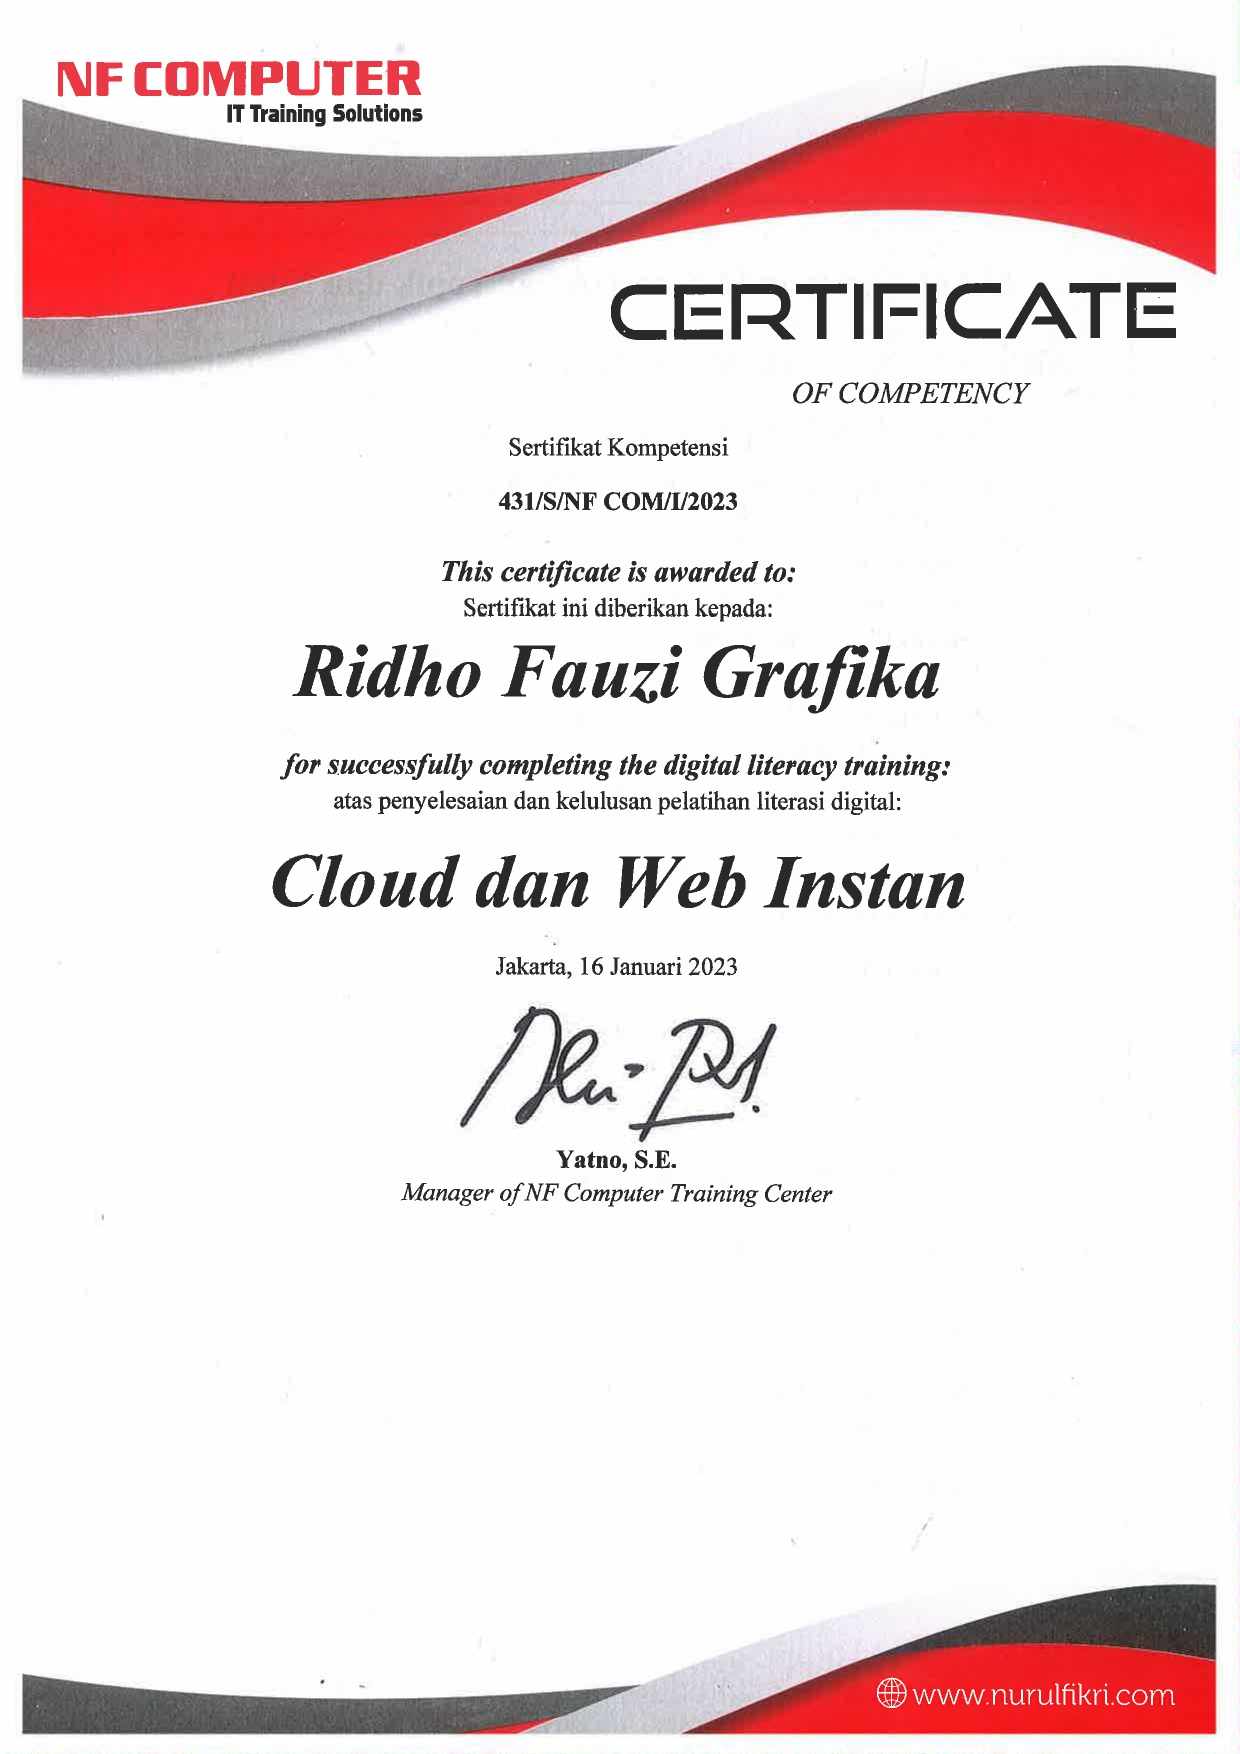 NF COMPUTER
IT Training Solutions
CERTIFICATE
OF COMPETENCY
Sertifikat Kompetensi
431/S/NF COM/I/2023
This certificate is awarded to:
Sertifikat ini diberikan kepada:
Ridho Fauzi Grafika
for successfully completing the digital literacy training:
atas penyelesaian dan kelulusan pelatihan literasi digital:
Cloud dan Web Instan
Jakarta, 16 Januari 2023
Yatno, S.E.
Manager of NF Computer Training Center
www.nurulfikri.com